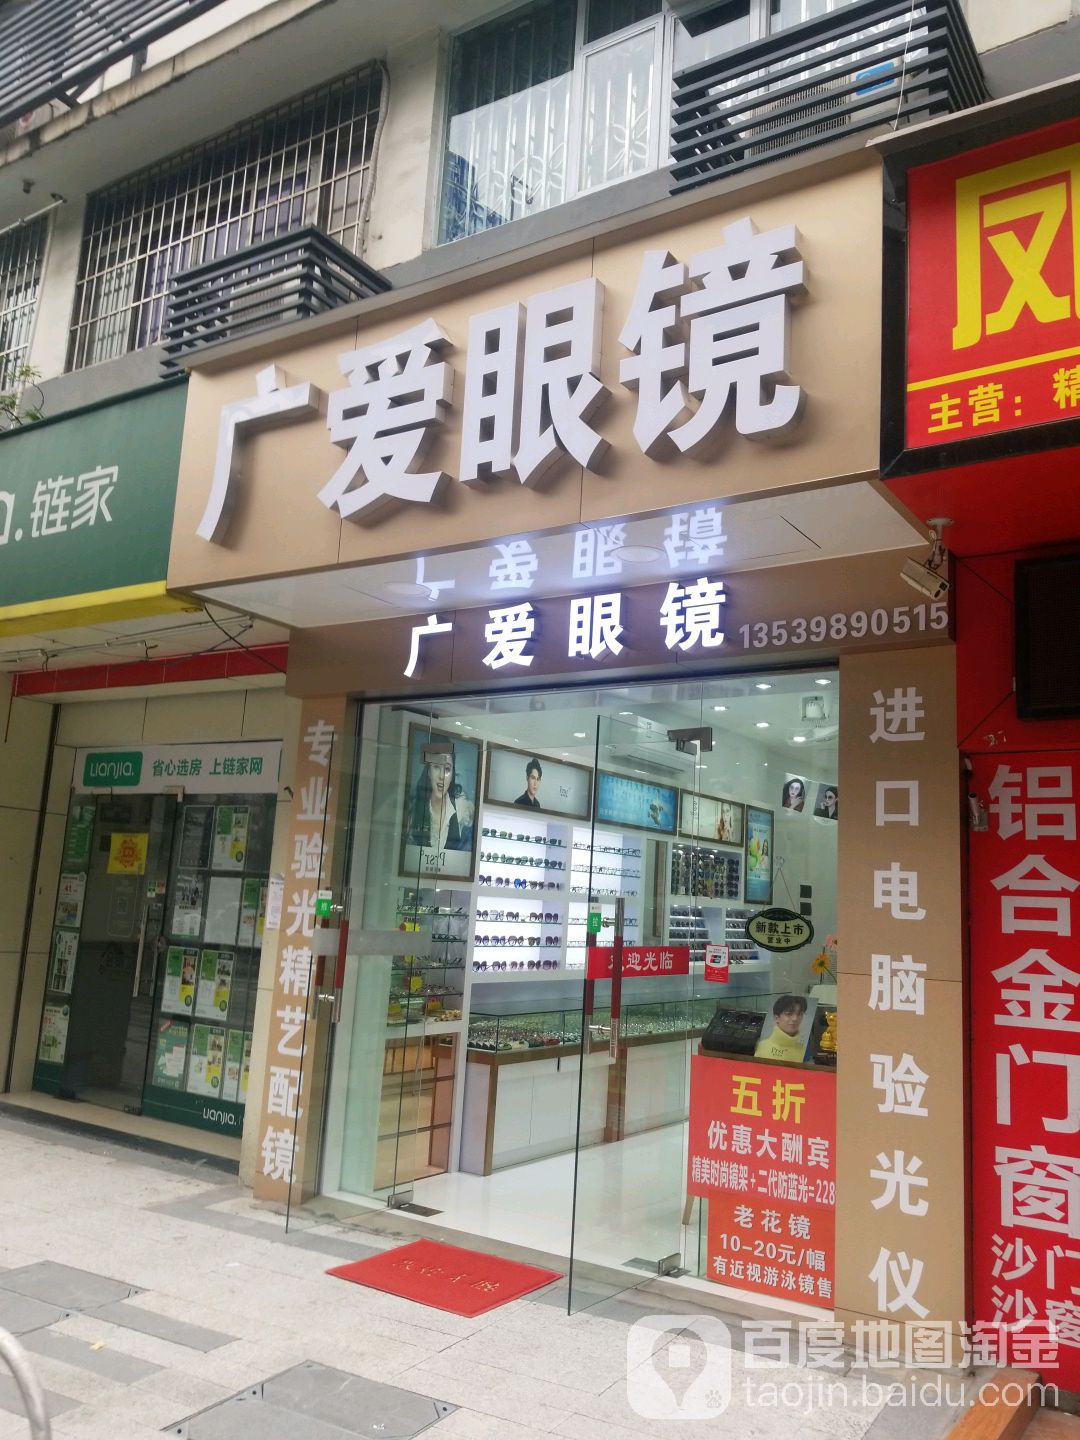 广爱眼镜
广爱眼镜
13539890515
链家
Lianjia.
省心选房 上链家网
Lianjia.
专业验光精艺配镜
进口电脑验光仪
新款上市
营业中
欢迎光临
Prsr
Prsr
五折
优惠大酬宾
精美时尚镜架+二代防蓝光=228
老花镜
10-20元/幅
有近视游泳镜售
主营：精
铝合金门窗
沙门
沙窗
百度地图淘金
taojin.baidu.com